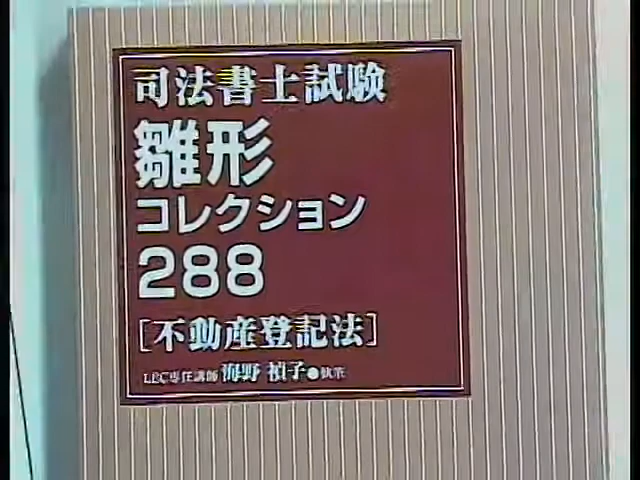 司法書士試験
雛形
コレクション
288
[不動産登記法]
LEC専任講師 海野 禎子●執筆